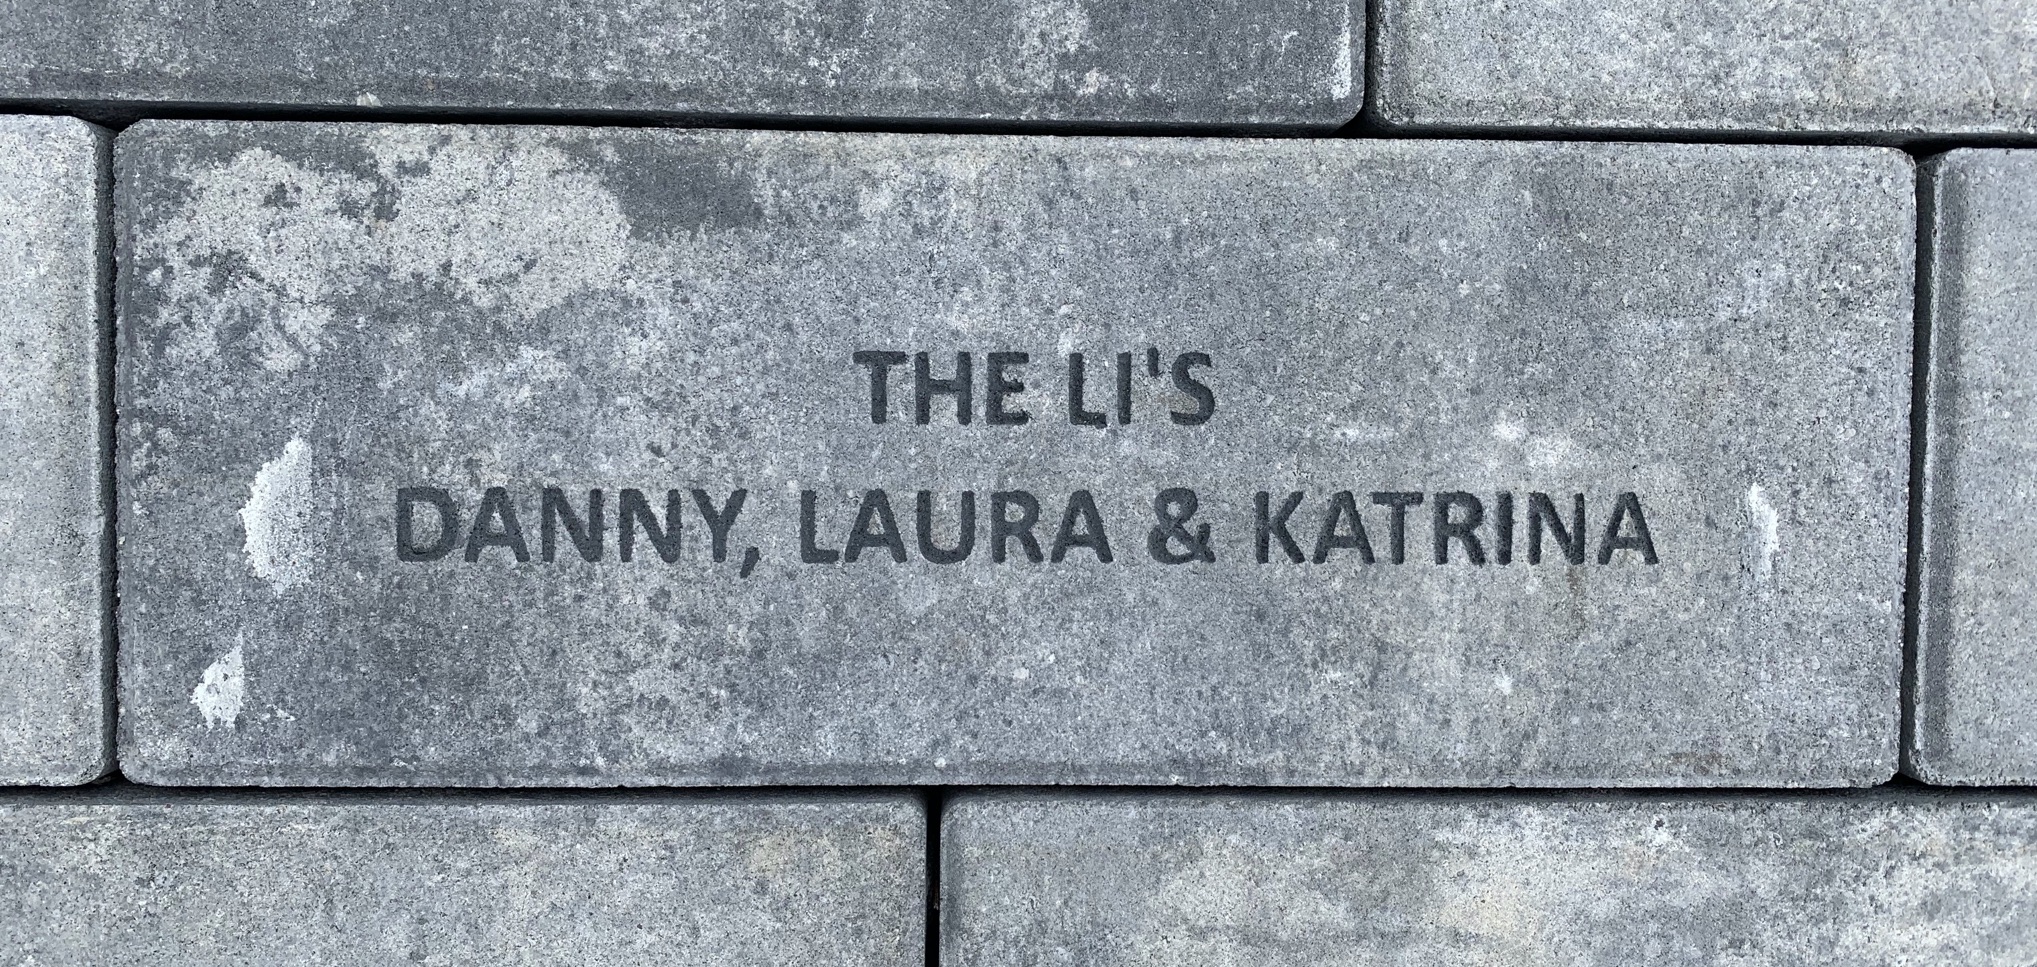 THE LI'S
DANNY, LAURA & KATRINA